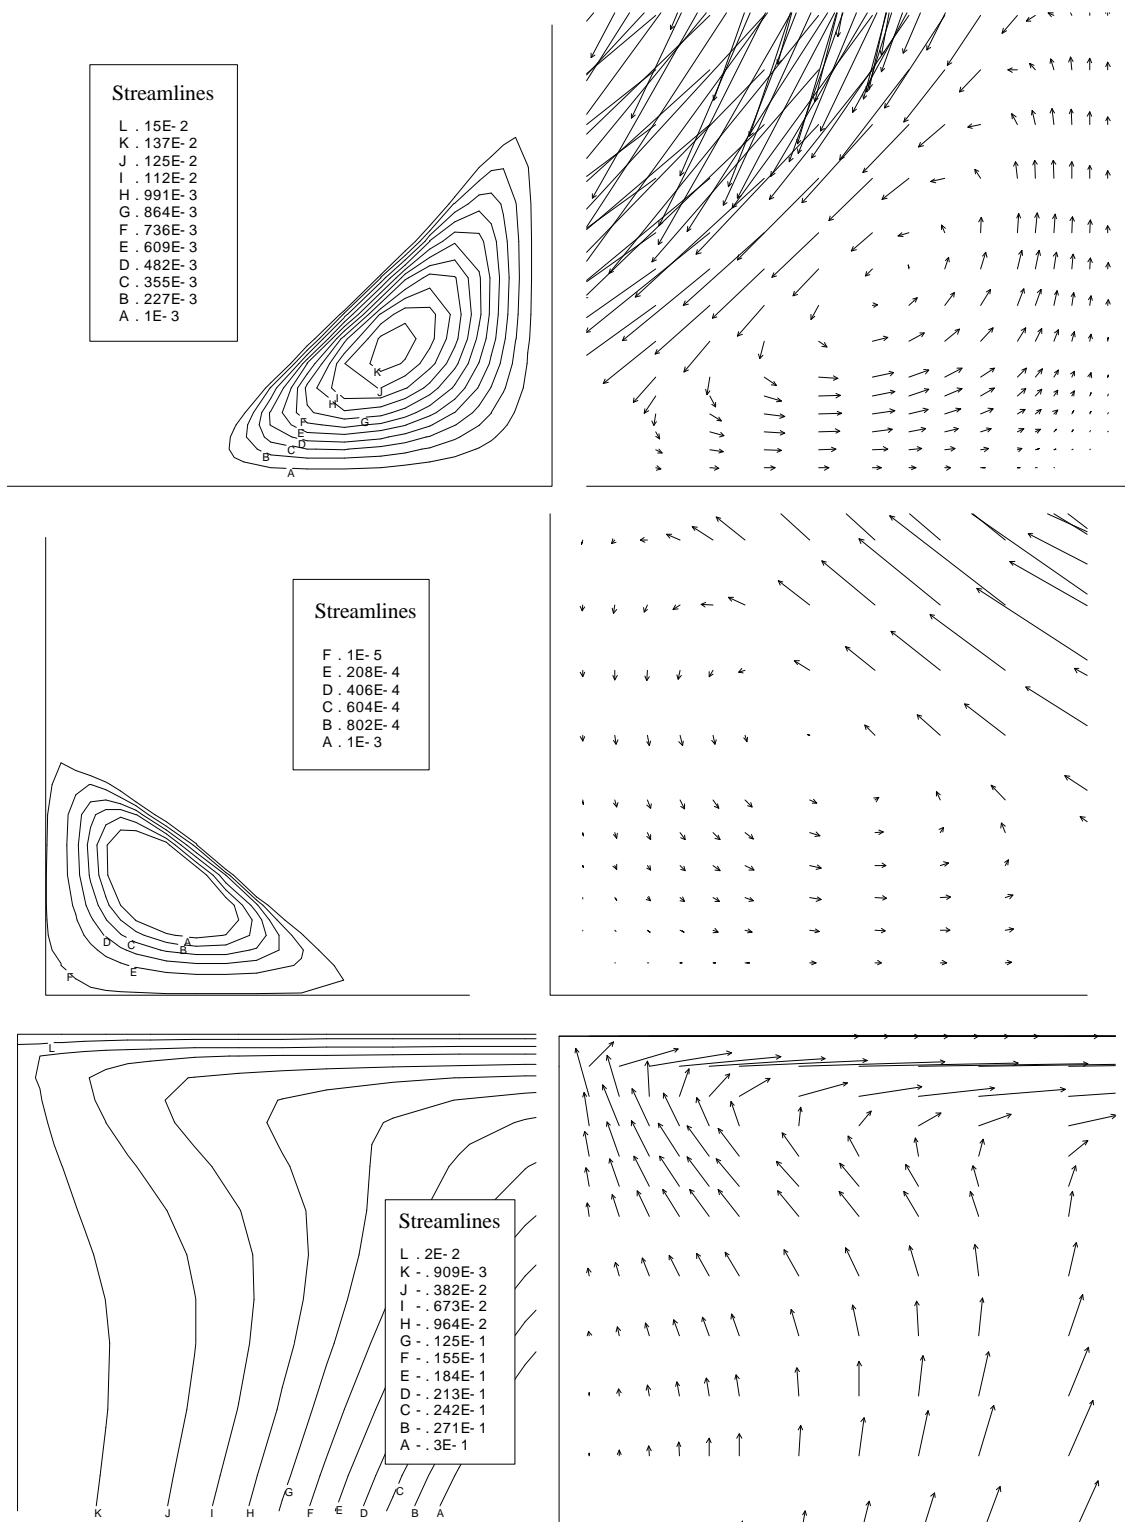 Streamlines
L . 15E- 2
K . 137E- 2
J . 125E- 2
I . 112E- 2
H . 991E- 3
G . 864E- 3
F . 736E- 3
E . 609E- 3
D . 482E- 3
C . 355E- 3
B . 227E- 3
A . 1E- 3
K
J
I
H
G
F
E
D
C
B
A
Streamlines
F . 1E- 5
E . 208E- 4
D . 406E- 4
C . 604E- 4
B . 802E- 4
A . 1E- 3
A
B
C
D
E
F
L
Streamlines
L . 2E- 2
K - . 909E- 3
J - . 382E- 2
I - . 673E- 2
H - . 964E- 2
G - . 125E- 1
F - . 155E- 1
E - . 184E- 1
D - . 213E- 1
C - . 242E- 1
B - . 271E- 1
A - . 3E- 1
G
C
K J I H F E D B A